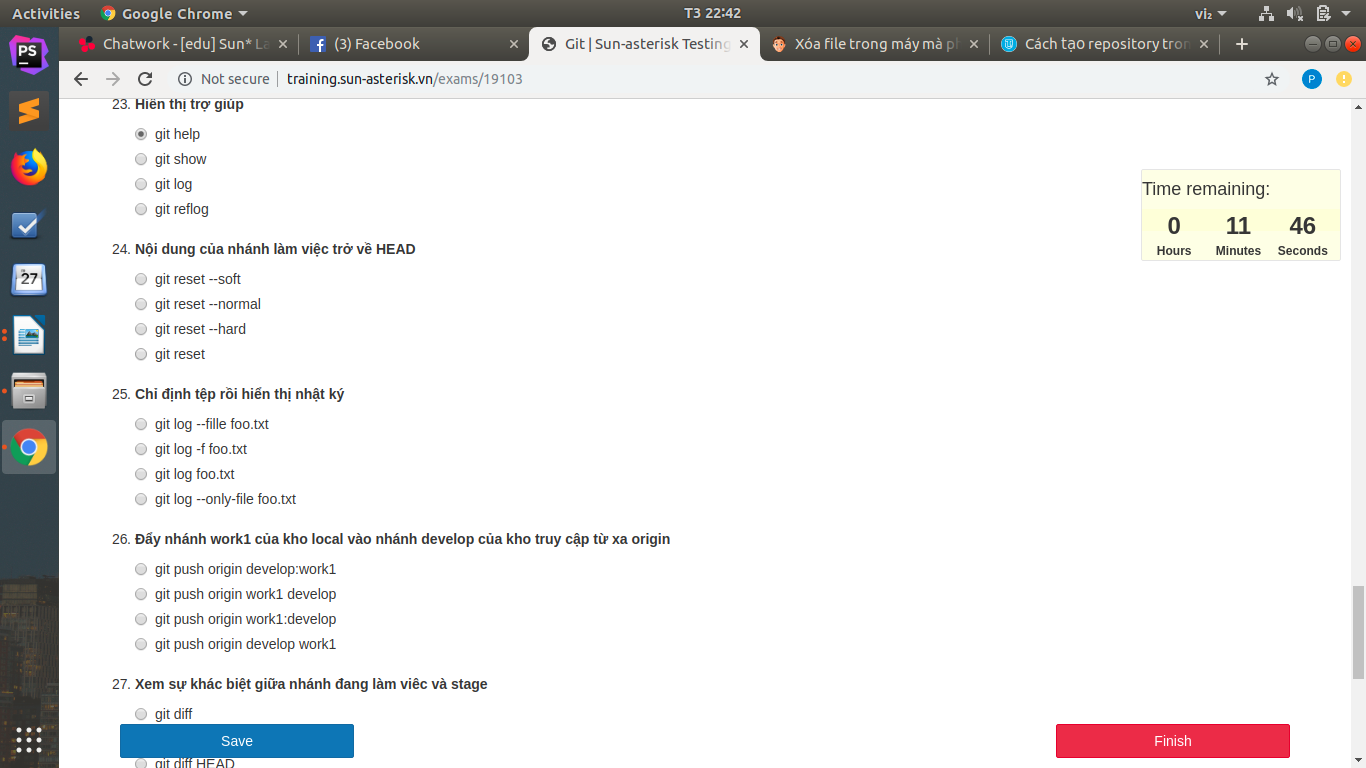 Activities Google Chrome T3 22:42 vi₂
Chatwork - [edu] Sun* La (3) Facebook Git | Sun-asterisk Testing Xóa file trong máy mà ph Cách tạo repository tron
Not secure training.sun-asterisk.vn/exams/19103 P
PS
27
23. Hiển thị trợ giúp
git help
git show
git log
git reflog
Time remaining:
0 11 46
Hours Minutes Seconds
24. Nội dung của nhánh làm việc trở về HEAD
git reset --soft
git reset --normal
git reset --hard
git reset
25. Chỉ định tệp rồi hiển thị nhật ký
git log --fille foo.txt
git log -f foo.txt
git log foo.txt
git log --only-file foo.txt
26. Đẩy nhánh work1 của kho local vào nhánh develop của kho truy cập từ xa origin
git push origin develop:work1
git push origin work1 develop
git push origin work1:develop
git push origin develop work1
27. Xem sự khác biệt giữa nhánh đang làm viêc và stage
git diff
Save Finish
git diff HEAD